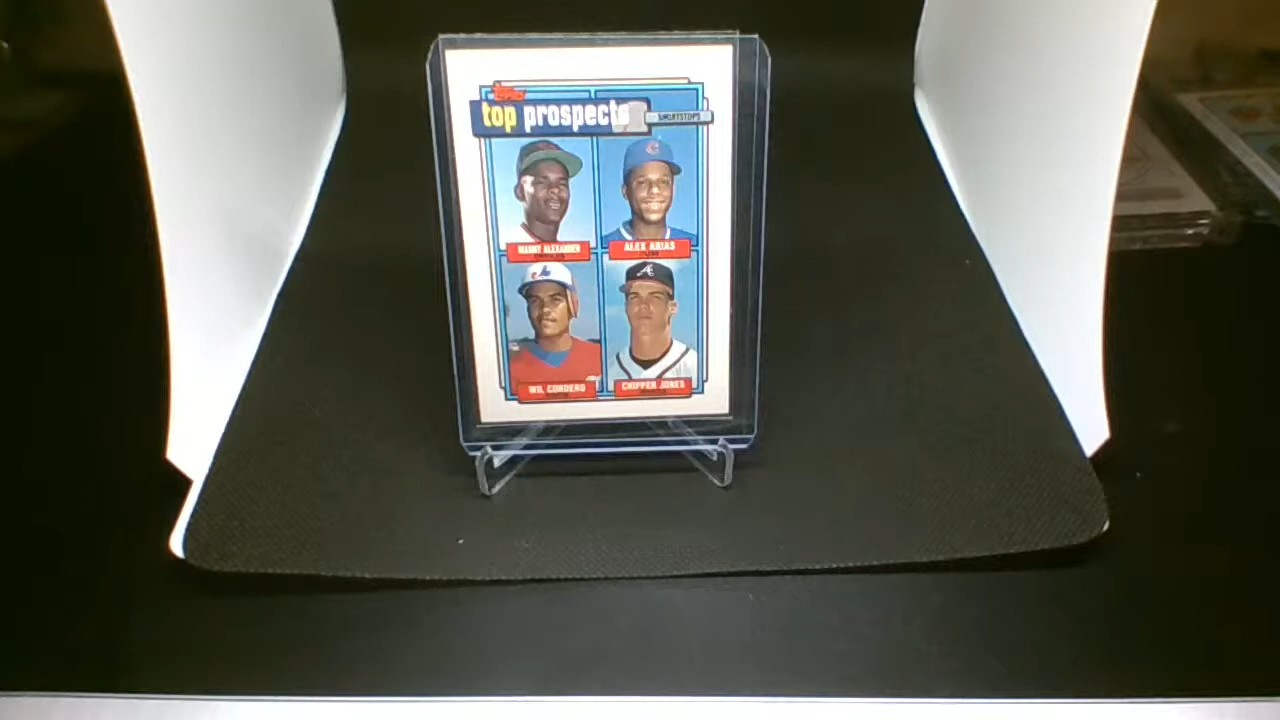 Topps
top prospects
SHORTSTOPS
MANNY ALEXANDER
ALEX ARIAS
WIL CORDERO
CHIPPER JONES